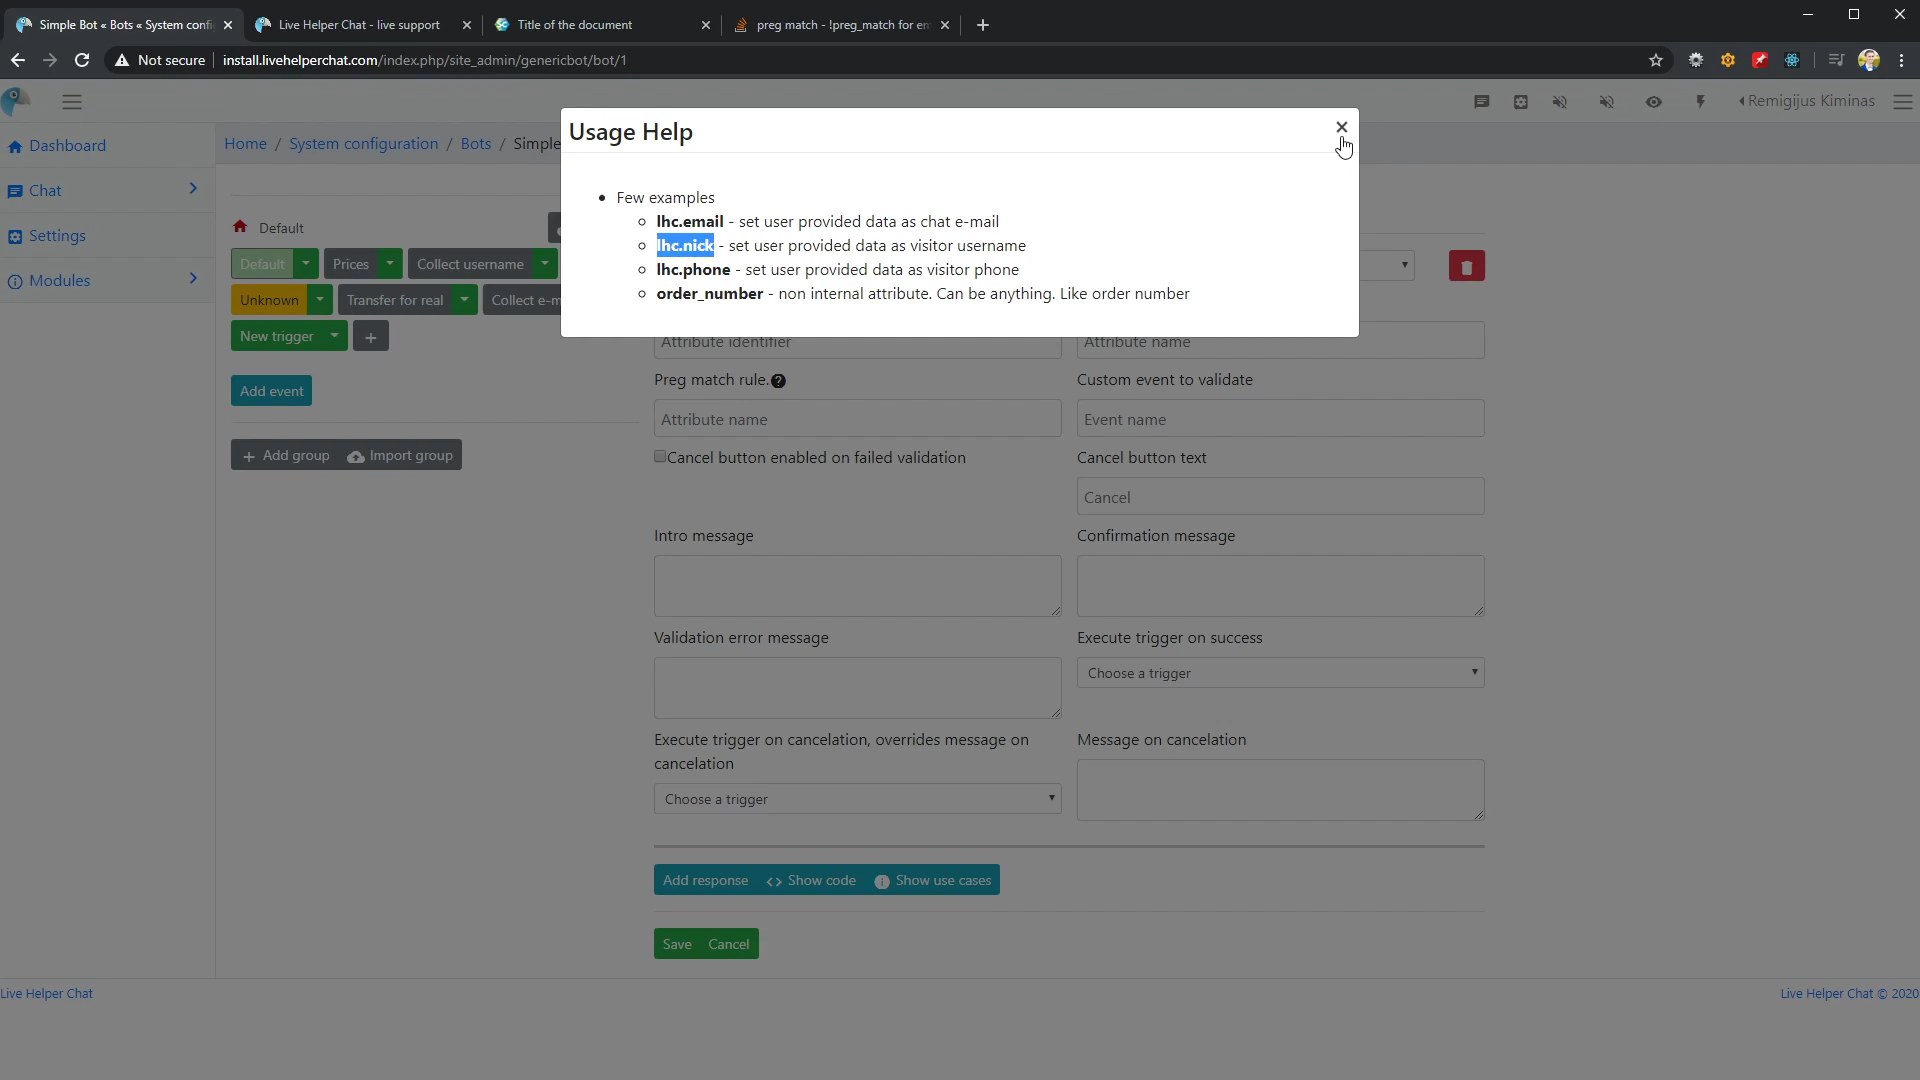 Simple Bot « Bots « System confi
Live Helper Chat - live support
Title of the document
preg match - !preg_match for em
Not secure
install.livehelperchat.com/index.php/site_admin/genericbot/bot/1
Remigijus Kiminas
Dashboard
Chat
Settings
Modules
Home / System configuration / Bots / Simple
Default
Default
Prices
Collect username
Unknown
Transfer for real
Collect e-m
New trigger
Add event
Add group
Import group
Usage Help
Few examples
lhc.email - set user provided data as chat e-mail
lhc.nick - set user provided data as visitor username
lhc.phone - set user provided data as visitor phone
order_number - non internal attribute. Can be anything. Like order number
Attribute identifier
Attribute name
Preg match rule.
Custom event to validate
Attribute name
Event name
Cancel button enabled on failed validation
Cancel button text
Cancel
Intro message
Confirmation message
Validation error message
Execute trigger on success
Choose a trigger
Execute trigger on cancelation, overrides message on
cancelation
Message on cancelation
Choose a trigger
Add response
Show code
Show use cases
Save
Cancel
Live Helper Chat
Live Helper Chat © 2020